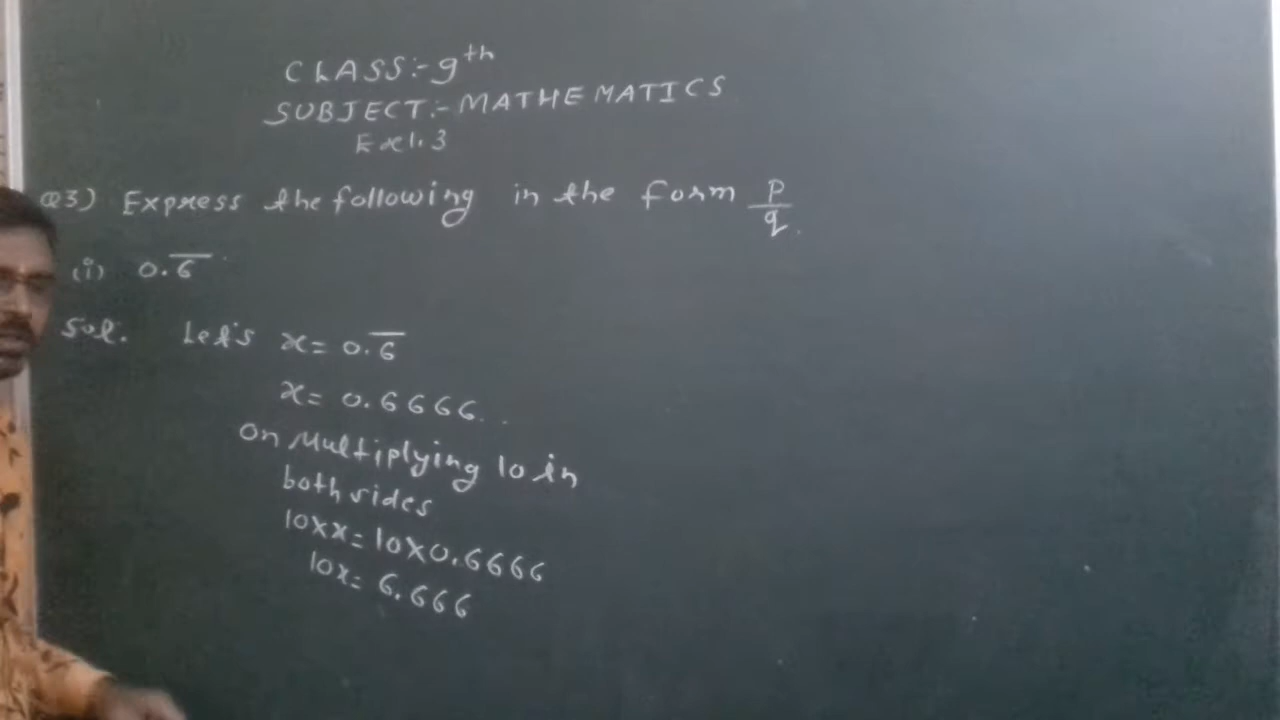 CLASS:- 9th
SUBJECT:- MATHEMATICS
Ex 1.3
Q3) Express the following in the form p/q.
(i) 0.6̅
Sol. Let's x = 0.6̅
x = 0.6666...
On Multiplying 10 in
both sides
10×x = 10×0.6666
10x = 6.666